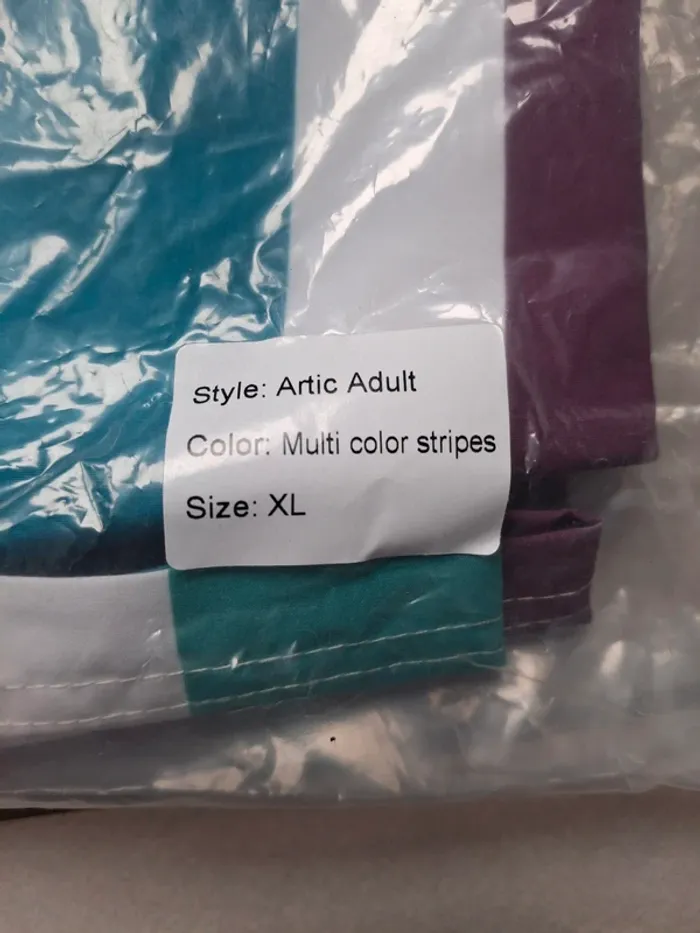 Style: Artic Adult
Color: Multi color stripes
Size: XL